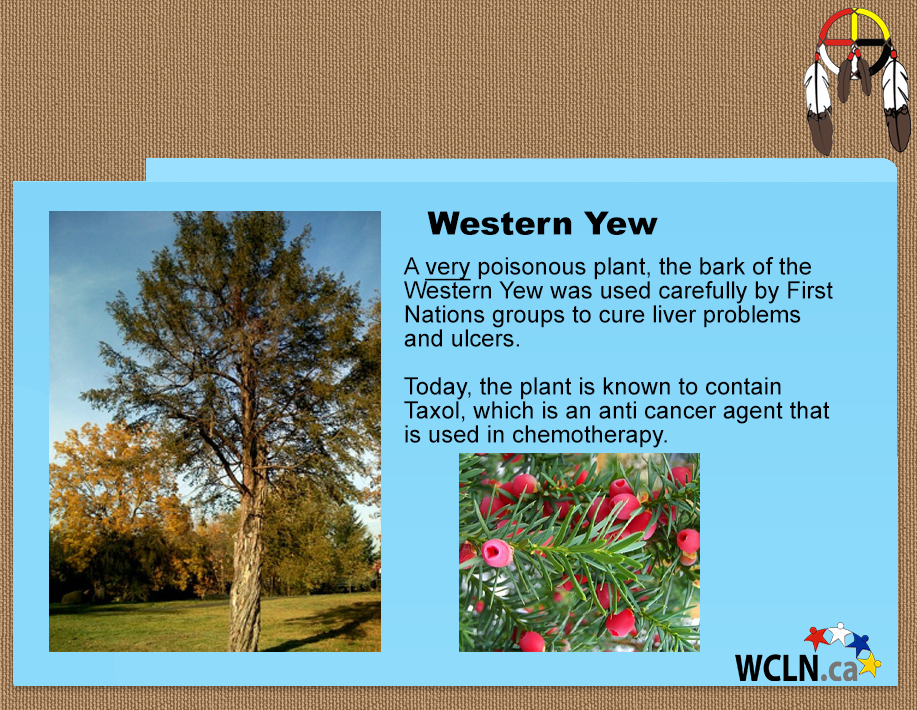 Western Yew
A very poisonous plant, the bark of the
Western Yew was used carefully by First
Nations groups to cure liver problems
and ulcers.
Today, the plant is known to contain
Taxol, which is an anti cancer agent that
is used in chemotherapy.
WCLN.ca